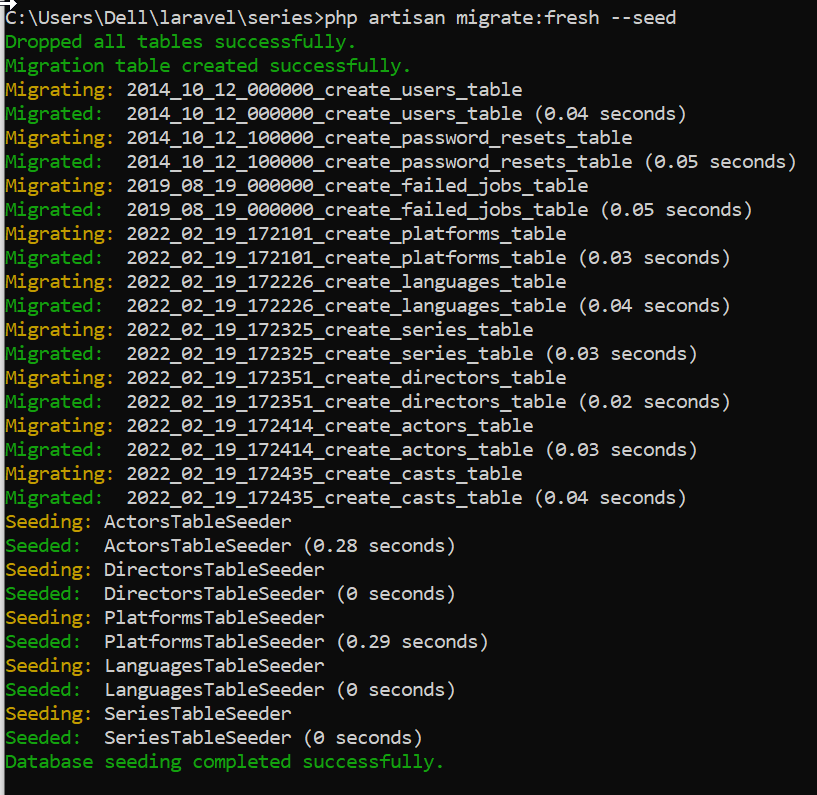 C:\Users\Dell\laravel\series>php artisan migrate:fresh --seed
Dropped all tables successfully.
Migration table created successfully.
Migrating: 2014_10_12_000000_create_users_table
Migrated:  2014_10_12_000000_create_users_table (0.04 seconds)
Migrating: 2014_10_12_100000_create_password_resets_table
Migrated:  2014_10_12_100000_create_password_resets_table (0.05 seconds)
Migrating: 2019_08_19_000000_create_failed_jobs_table
Migrated:  2019_08_19_000000_create_failed_jobs_table (0.05 seconds)
Migrating: 2022_02_19_172101_create_platforms_table
Migrated:  2022_02_19_172101_create_platforms_table (0.03 seconds)
Migrating: 2022_02_19_172226_create_languages_table
Migrated:  2022_02_19_172226_create_languages_table (0.04 seconds)
Migrating: 2022_02_19_172325_create_series_table
Migrated:  2022_02_19_172325_create_series_table (0.03 seconds)
Migrating: 2022_02_19_172351_create_directors_table
Migrated:  2022_02_19_172351_create_directors_table (0.02 seconds)
Migrating: 2022_02_19_172414_create_actors_table
Migrated:  2022_02_19_172414_create_actors_table (0.03 seconds)
Migrating: 2022_02_19_172435_create_casts_table
Migrated:  2022_02_19_172435_create_casts_table (0.04 seconds)
Seeding: ActorsTableSeeder
Seeded:  ActorsTableSeeder (0.28 seconds)
Seeding: DirectorsTableSeeder
Seeded:  DirectorsTableSeeder (0 seconds)
Seeding: PlatformsTableSeeder
Seeded:  PlatformsTableSeeder (0.29 seconds)
Seeding: LanguagesTableSeeder
Seeded:  LanguagesTableSeeder (0 seconds)
Seeding: SeriesTableSeeder
Seeded:  SeriesTableSeeder (0 seconds)
Database seeding completed successfully.